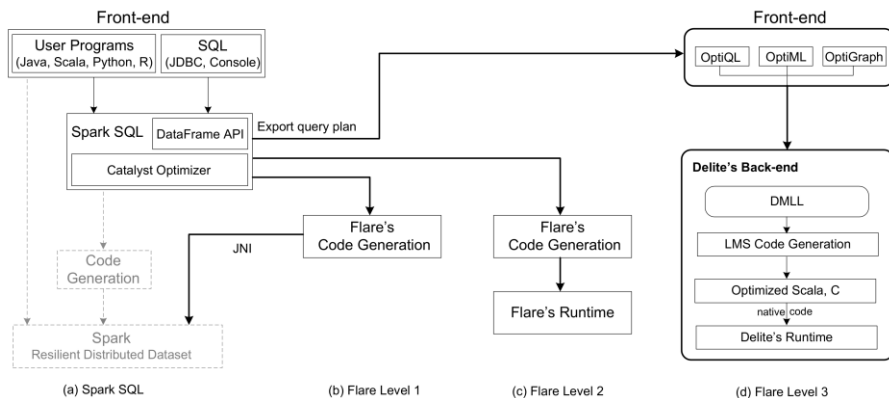 Front-end
User Programs
(Java, Scala, Python, R)
SQL
(JDBC, Console)
Spark SQL
DataFrame API
Catalyst Optimizer
Export query plan
Code
Generation
Spark
Resilient Distributed Dataset
JNI
Flare's
Code Generation
Flare's
Code Generation
Flare's Runtime
Front-end
OptiQL
OptiML
OptiGraph
Delite's Back-end
DMLL
LMS Code Generation
Optimized Scala, C
native code
Delite's Runtime
(a) Spark SQL
(b) Flare Level 1
(c) Flare Level 2
(d) Flare Level 3